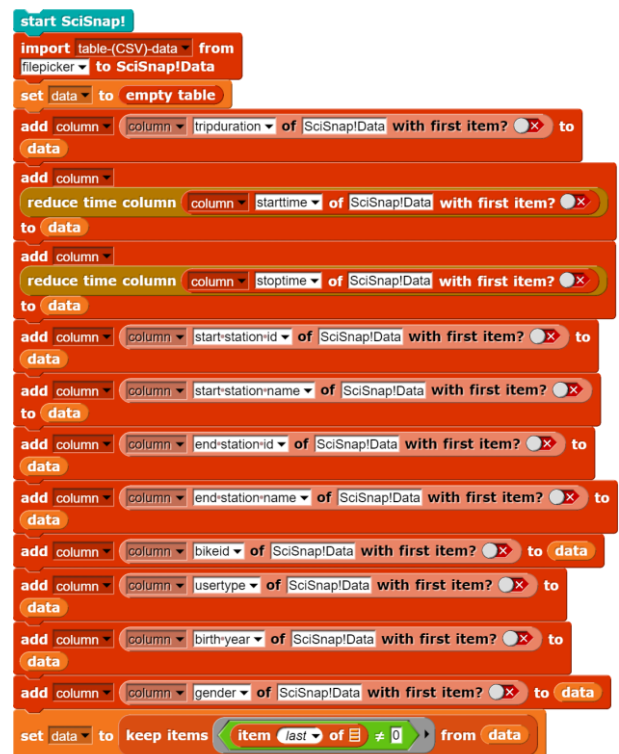 start SciSnap!
import table-(CSV)-data from
filepicker to SciSnap!Data
set data to empty table
add column column tripduration of SciSnap!Data with first item? to
data
add column
reduce time column column starttime of SciSnap!Data with first item?
to data
add column
reduce time column column stoptime of SciSnap!Data with first item?
to data
add column column start station id of SciSnap!Data with first item? to
data
add column column start station name of SciSnap!Data with first item?
to data
add column column end station id of SciSnap!Data with first item? to
data
add column column end station name of SciSnap!Data with first item? to
data
add column column bikeid of SciSnap!Data with first item? to data
add column column usertype of SciSnap!Data with first item? to
data
add column column birth year of SciSnap!Data with first item? to
data
add column column gender of SciSnap!Data with first item? to data
set data to keep items item last of ≠ 0 from data